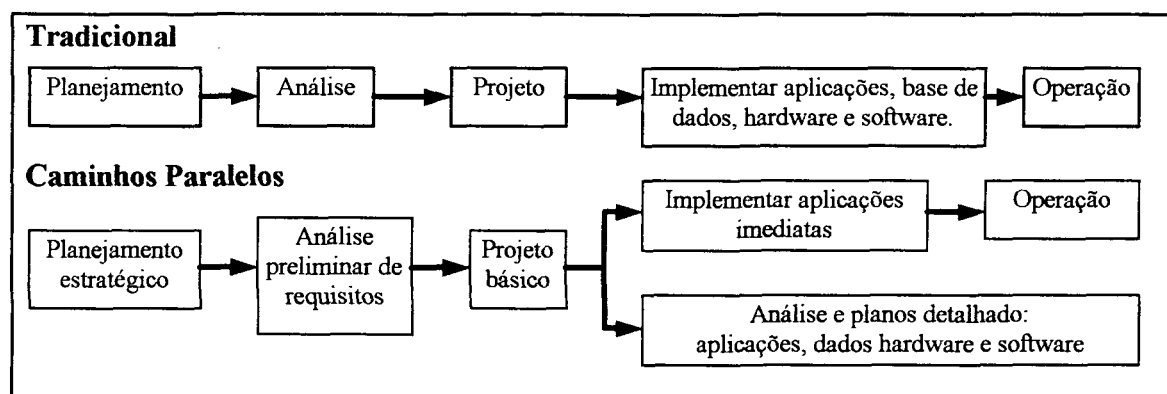 Tradicional
Planejamento
Análise
Projeto
Implementar aplicações, base de
dados, hardware e software.
Operação
Caminhos Paralelos
Planejamento
estratégico
Análise
preliminar de
requisitos
Projeto
básico
Implementar aplicações
imediatas
Operação
Análise e planos detalhado:
aplicações, dados hardware e software